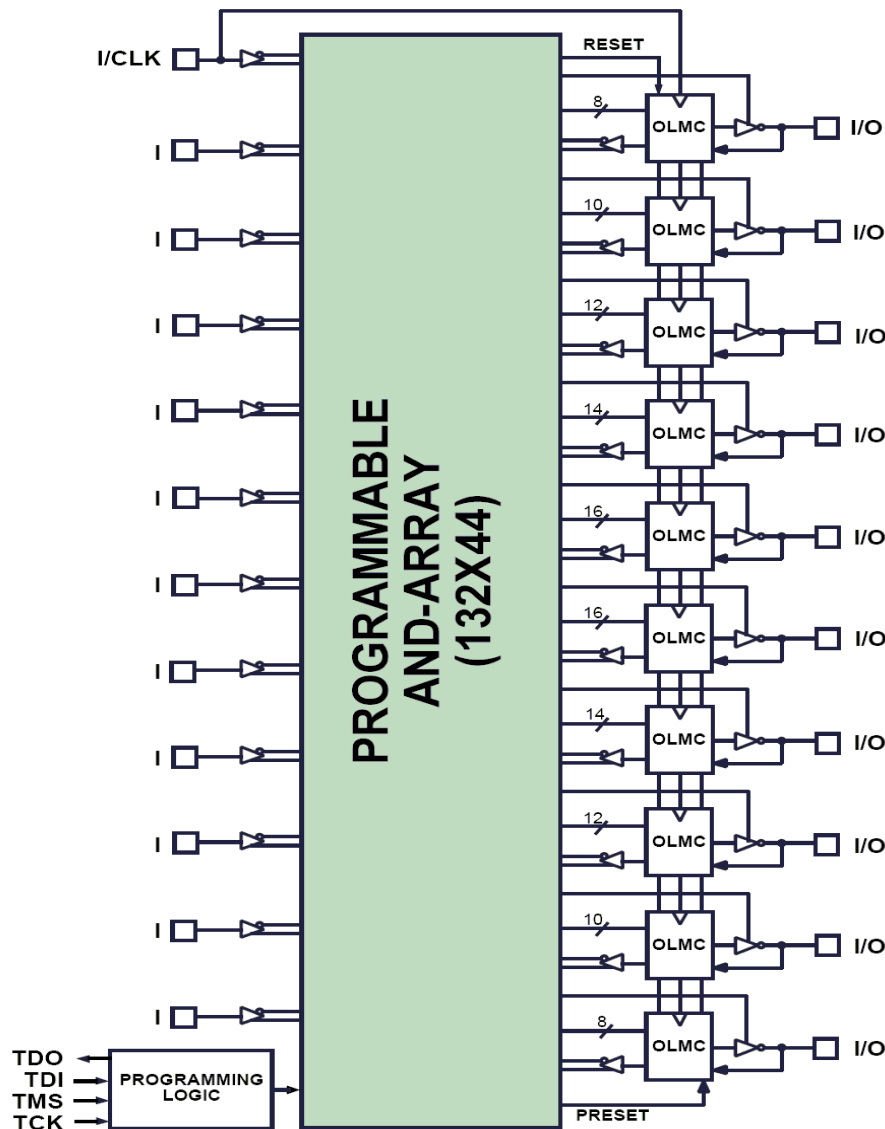 RESET
I/CLK
8
OLMC
I/O
I
10
OLMC
I/O
I
12
OLMC
I/O
I
14
OLMC
I/O
I
16
OLMC
I/O
I
PROGRAMMABLE
AND-ARRAY
(132X44)
16
OLMC
I/O
I
14
OLMC
I/O
I
12
OLMC
I/O
I
10
OLMC
I/O
I
8
OLMC
I/O
I
I
PRESET
TDO
TDI
TMS
TCK
PROGRAMMING
LOGIC